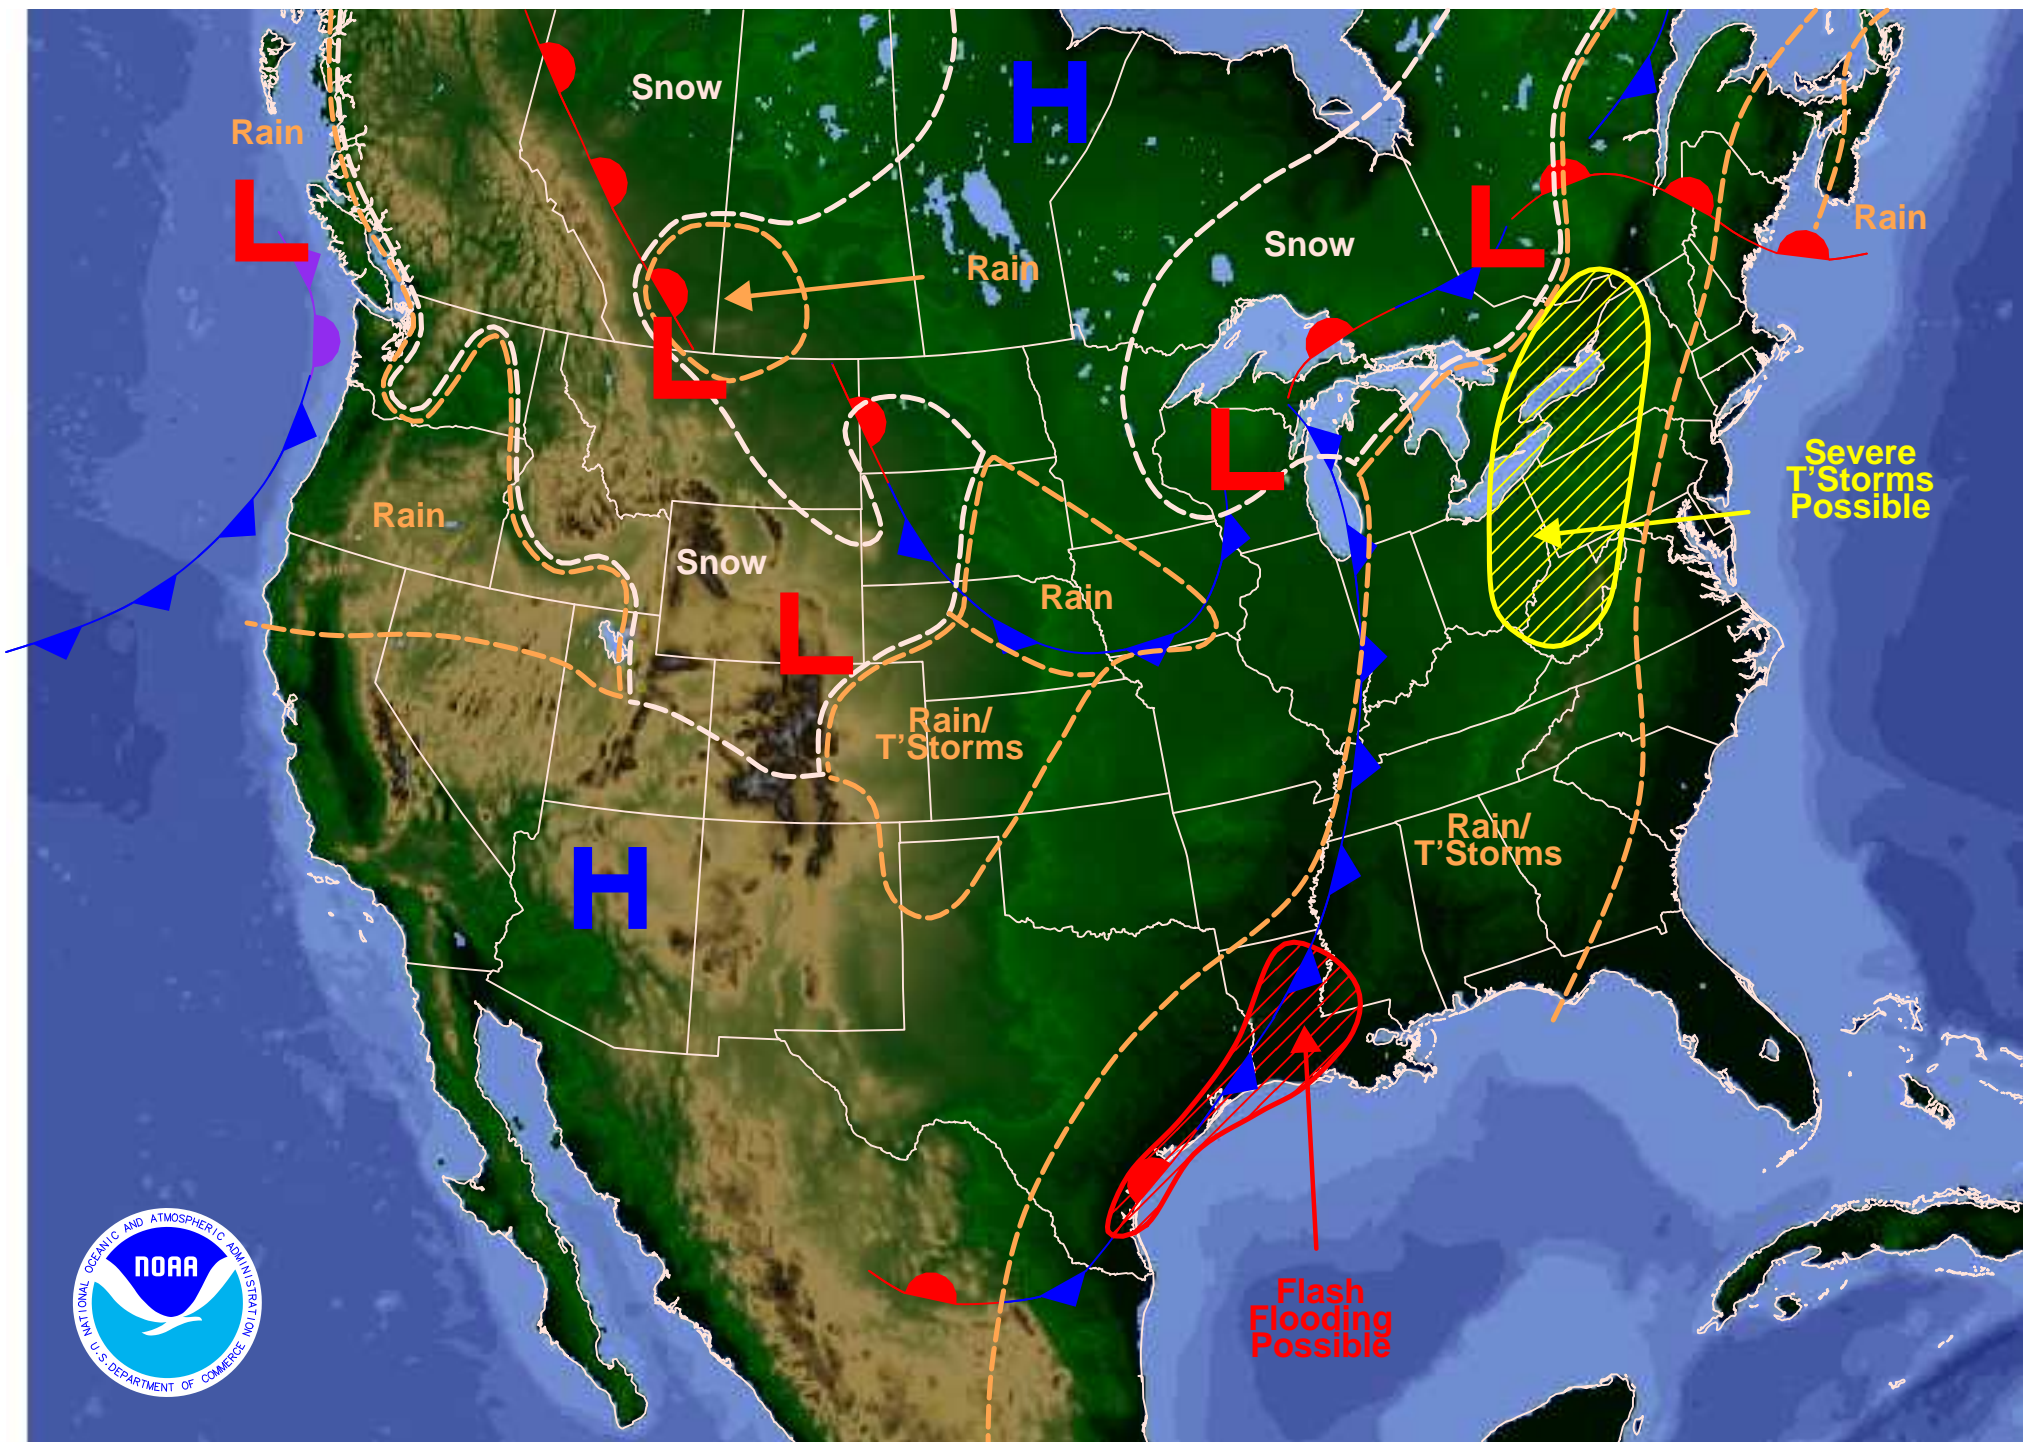 Snow
H
Rain
L
Rain
Snow
Rain
L
L
L
Severe
T'Storms
Possible
Rain
Snow
Rain
L
Rain/
T'Storms
Rain/
T'Storms
H
Flash
Flooding
Possible
NATIONAL OCEANIC AND ATMOSPHERIC ADMINISTRATION
NOAA
U.S. DEPARTMENT OF COMMERCE